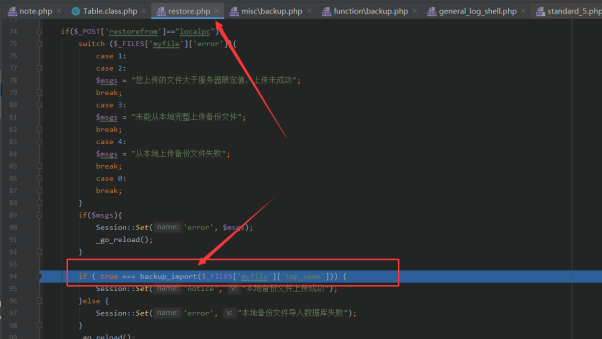 note.php × Table.class.php × restore.php × misc\backup.php × function\backup.php × general_log_shell.php × standard_5.php
74 if($_POST['restorefrom']=="localpc"){
75 switch ($_FILES['myfile']['error']){
76 case 1:
77 case 2:
78 $msgs = "您上传的文件大于服务器限定值，上传未成功";
79 break;
80 case 3:
81 $msgs = "未能从本地完整上传备份文件";
82 break;
83 case 4:
84 $msgs = "从本地上传备份文件失败";
85 break;
86 case 0:
87 break;
88 }
89 if($msgs){
90 Session::Set( name: 'error', $msgs);
91 _go_reload();
92 }
93
94 if ( true === backup_import($_FILES['myfile']['tmp_name'])) {
95 Session::Set( name: 'notice', v: "本地备份文件上传成功");
96 }else {
97 Session::Set( name: 'error', v: "本地备份文件导入数据库失败");
98 }
99 _go_reload();